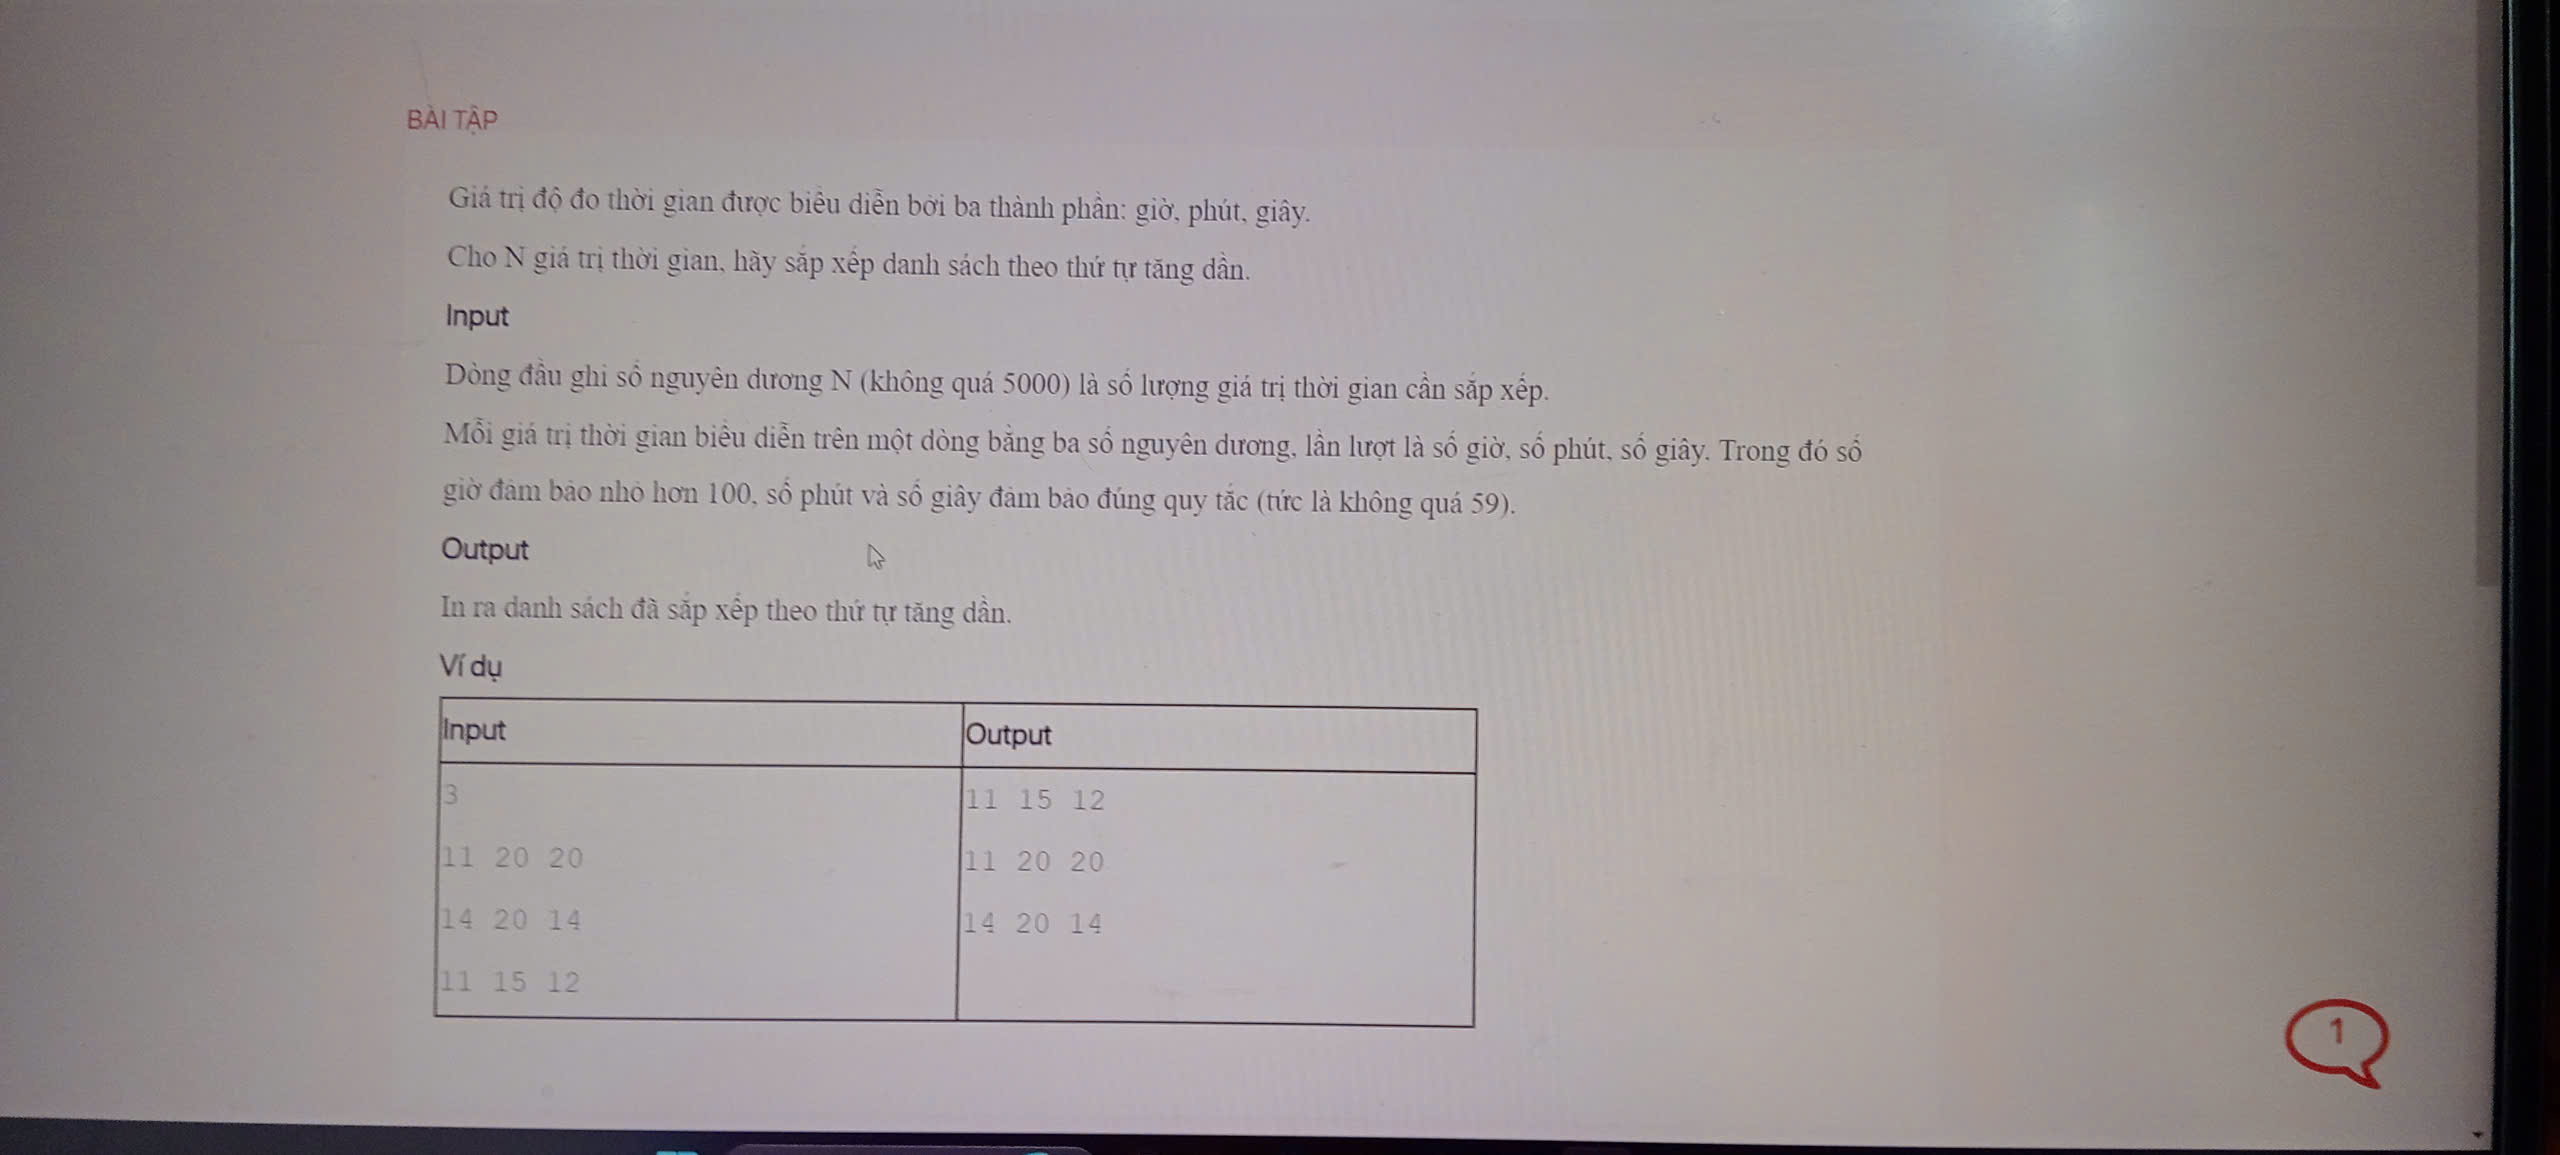 BÀI TẬP
Giá trị độ đo thời gian được biểu diễn bởi ba thành phần: giờ, phút, giây.
Cho N giá trị thời gian, hãy sắp xếp danh sách theo thứ tự tăng dần.
Input
Dòng đầu ghi số nguyên dương N (không quá 5000) là số lượng giá trị thời gian cần sắp xếp.
Mỗi giá trị thời gian biểu diễn trên một dòng bằng ba số nguyên dương, lần lượt là số giờ, số phút, số giây. Trong đó số
giờ đảm bảo nhỏ hơn 100, số phút và số giây đảm bảo đúng quy tắc (tức là không quá 59).
Output
In ra danh sách đã sắp xếp theo thứ tự tăng dần.
Ví dụ
Input Output
3 11 15 12
11 20 20 11 20 20
14 20 14 14 20 14
11 15 12
1